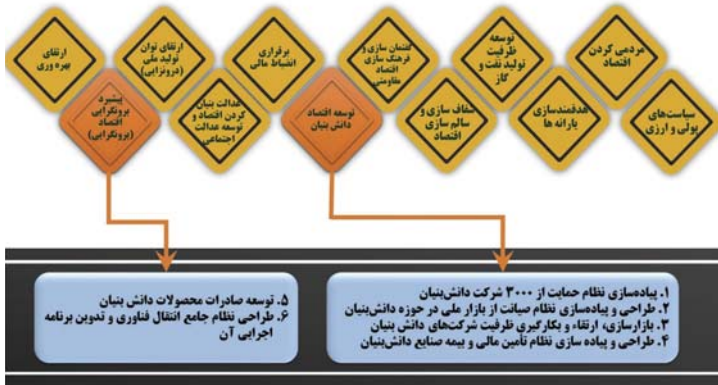 مردمی کردن
اقتصاد
توسعه
ظرفیت
تولید نفت و
گاز
گفتمان سازی و
فرهنگ سازی
اقتصاد
مقاومتی
برقراری
انضباط مالی
ارتقای توان
تولید ملی
(درونزایی)
ارتقای
بهره وری
سیاست‌های
پولی و ارزی
هدفمندسازی
یارانه ها
شفاف سازی و
سالم سازی
اقتصاد
توسعه اقتصاد
دانش بنیان
عدالت بنیان
کردن اقتصاد و
توسعه عدالت
اجتماعی
پیشبرد
برونگرایی
اقتصاد
(برونگرایی)
۱. پیاده‌سازی نظام حمایت از ۳۰۰۰ شرکت دانش‌بنیان
۲. طراحی و پیاده‌سازی نظام صیانت از بازار ملی در حوزه دانش‌بنیان
۳. بازارسازی، ارتقاء و بکارگیری ظرفیت شرکت‌های دانش بنیان
۴. طراحی و پیاده سازی نظام تأمین مالی و بیمه صنایع دانش‌بنیان
۵. توسعه صادرات محصولات دانش بنیان
۶. طراحی نظام جامع انتقال فناوری و تدوین برنامه
اجرایی آن